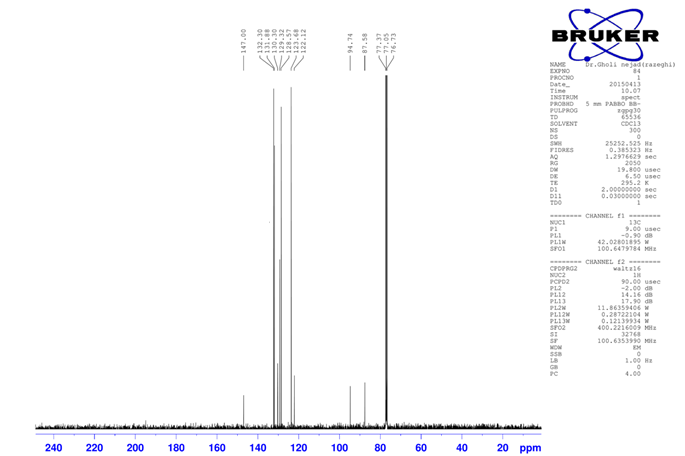 147.00
132.30
131.88
130.30
129.32
128.57
123.68
122.12
94.74
87.58
77.37
77.05
76.73
240 220 200 180 160 140 120 100 80 60 40 20 ppm
BRUKER
NAME Dr.Gholi nejad(razeghi)
EXPNO 84
PROCNO 1
Date_ 20150413
Time 10.07
INSTRUM spect
PROBHD 5 mm PABBO BB-
PULPROG zgpg30
TD 65536
SOLVENT CDCl3
NS 300
DS 0
SWH 25252.525 Hz
FIDRES 0.385323 Hz
AQ 1.2976629 sec
RG 2050
DW 19.800 usec
DE 6.50 usec
TE 295.2 K
D1 2.00000000 sec
D11 0.03000000 sec
TD0 1
======== CHANNEL f1 ========
NUC1 13C
P1 9.00 usec
PL1 -0.90 dB
PL1W 42.02801895 W
SFO1 100.6479784 MHz
======== CHANNEL f2 ========
CPDPRG2 waltz16
NUC2 1H
PCPD2 90.00 usec
PL2 -2.00 dB
PL12 14.16 dB
PL13 17.90 dB
PL2W 11.86359406 W
PL12W 0.28722104 W
PL13W 0.12139934 W
SFO2 400.2216009 MHz
SI 32768
SF 100.6353990 MHz
WDW EM
SSB 0
LB 1.00 Hz
GB 0
PC 4.00